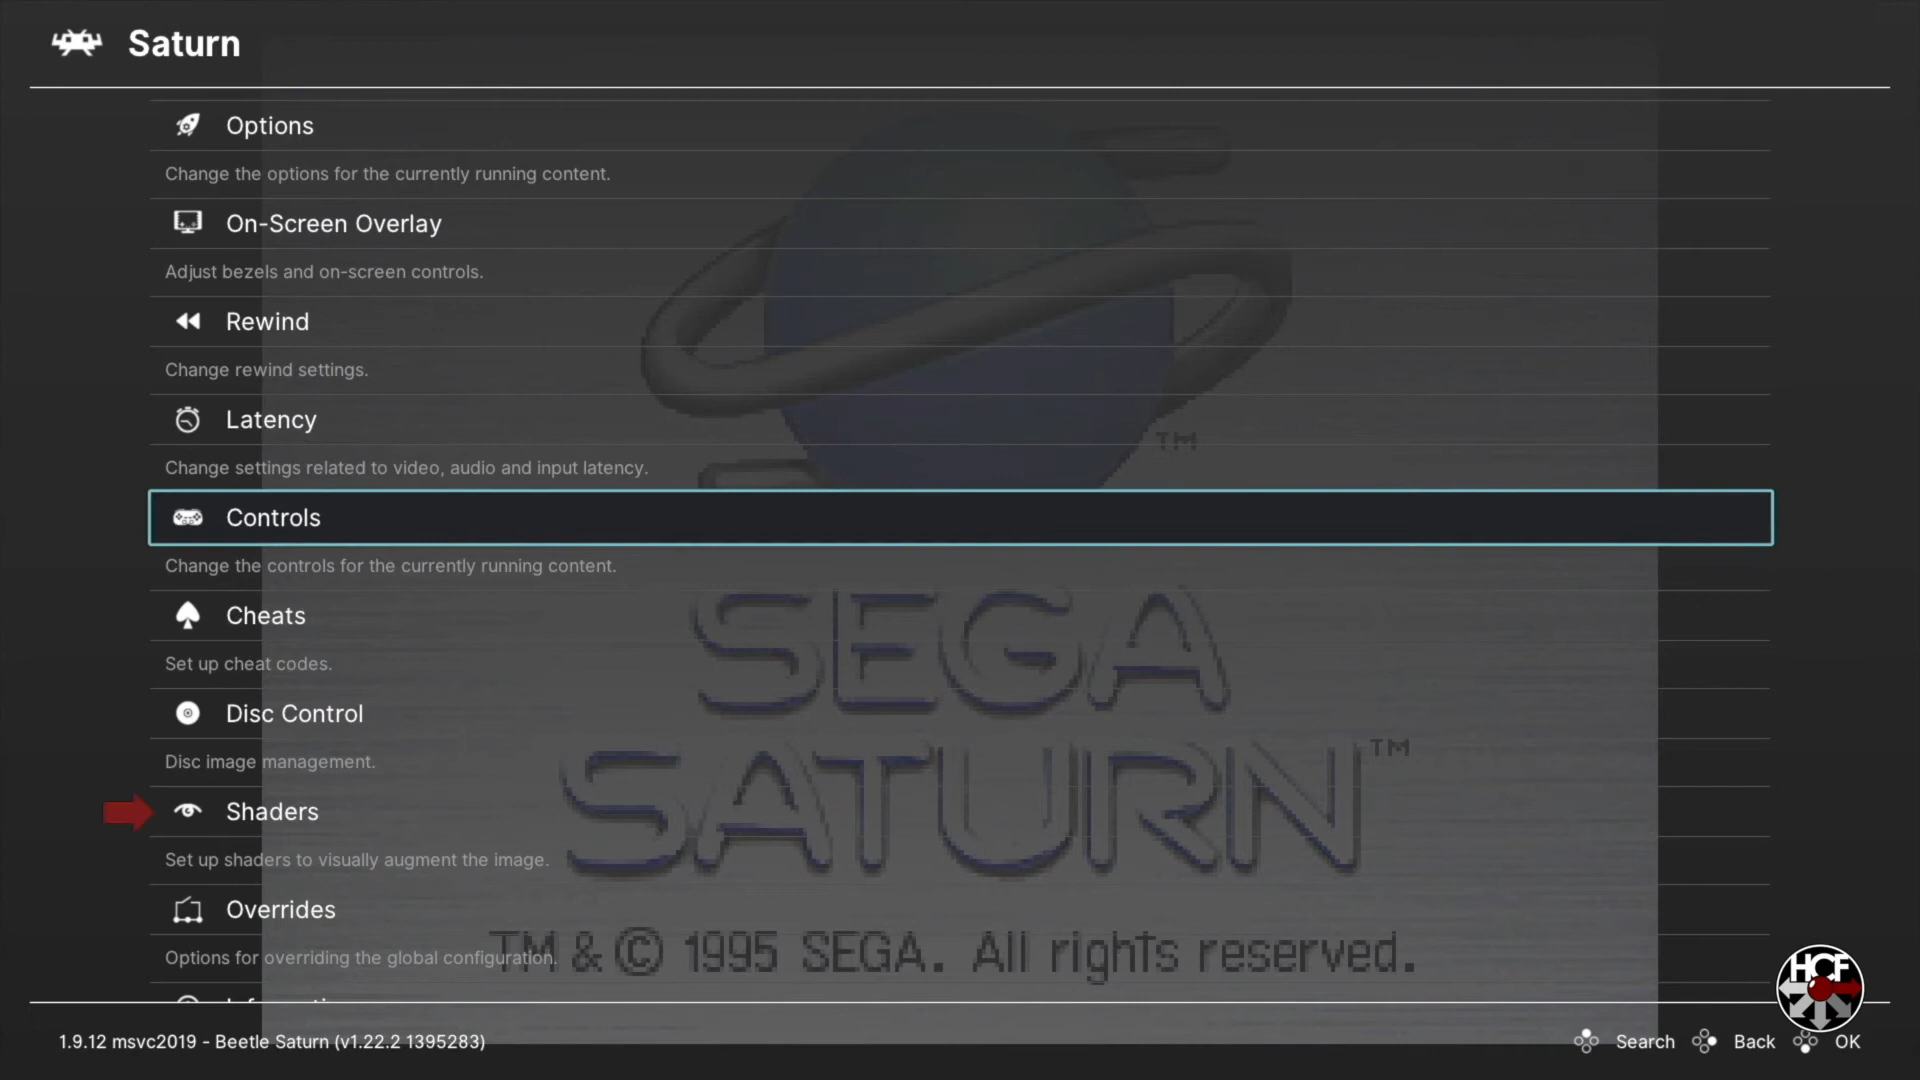 Saturn
Options
Change the options for the currently running content.
On-Screen Overlay
Adjust bezels and on-screen controls.
Rewind
Change rewind settings.
Latency
Change settings related to video, audio and input latency.
TM
Controls
Change the controls for the currently running content.
SEGA
Cheats
Set up cheat codes.
Disc Control
SATURN™
Disc image management.
Shaders
Set up shaders to visually augment the image.
Overrides
TM & © 1995 SEGA. All rights reserved.
Options for overriding the global configuration.
HCF
1.9.12 msvc2019 - Beetle Saturn (v1.22.2 1395283)
Search Back OK